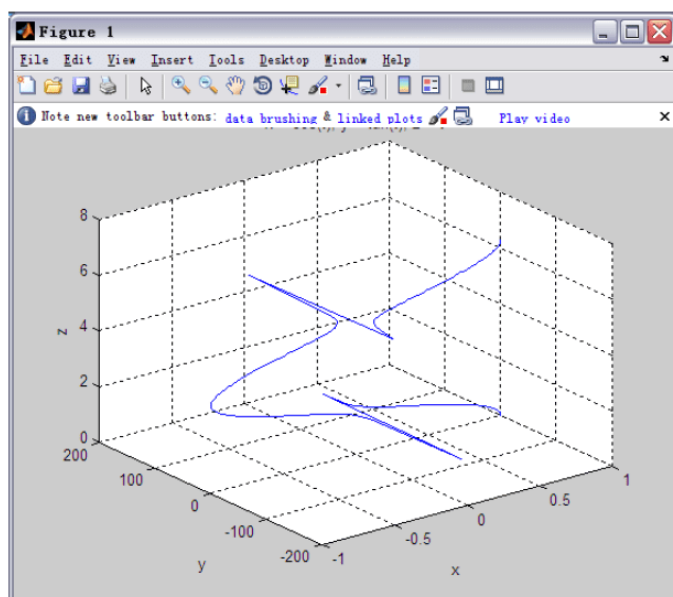 Figure 1
File Edit View Insert Tools Desktop Window Help
Note new toolbar buttons: data brushing & linked plots Play video
8
6
4
2
0
z
200
100
0
-100
-200
y
-1
-0.5
0
0.5
1
x